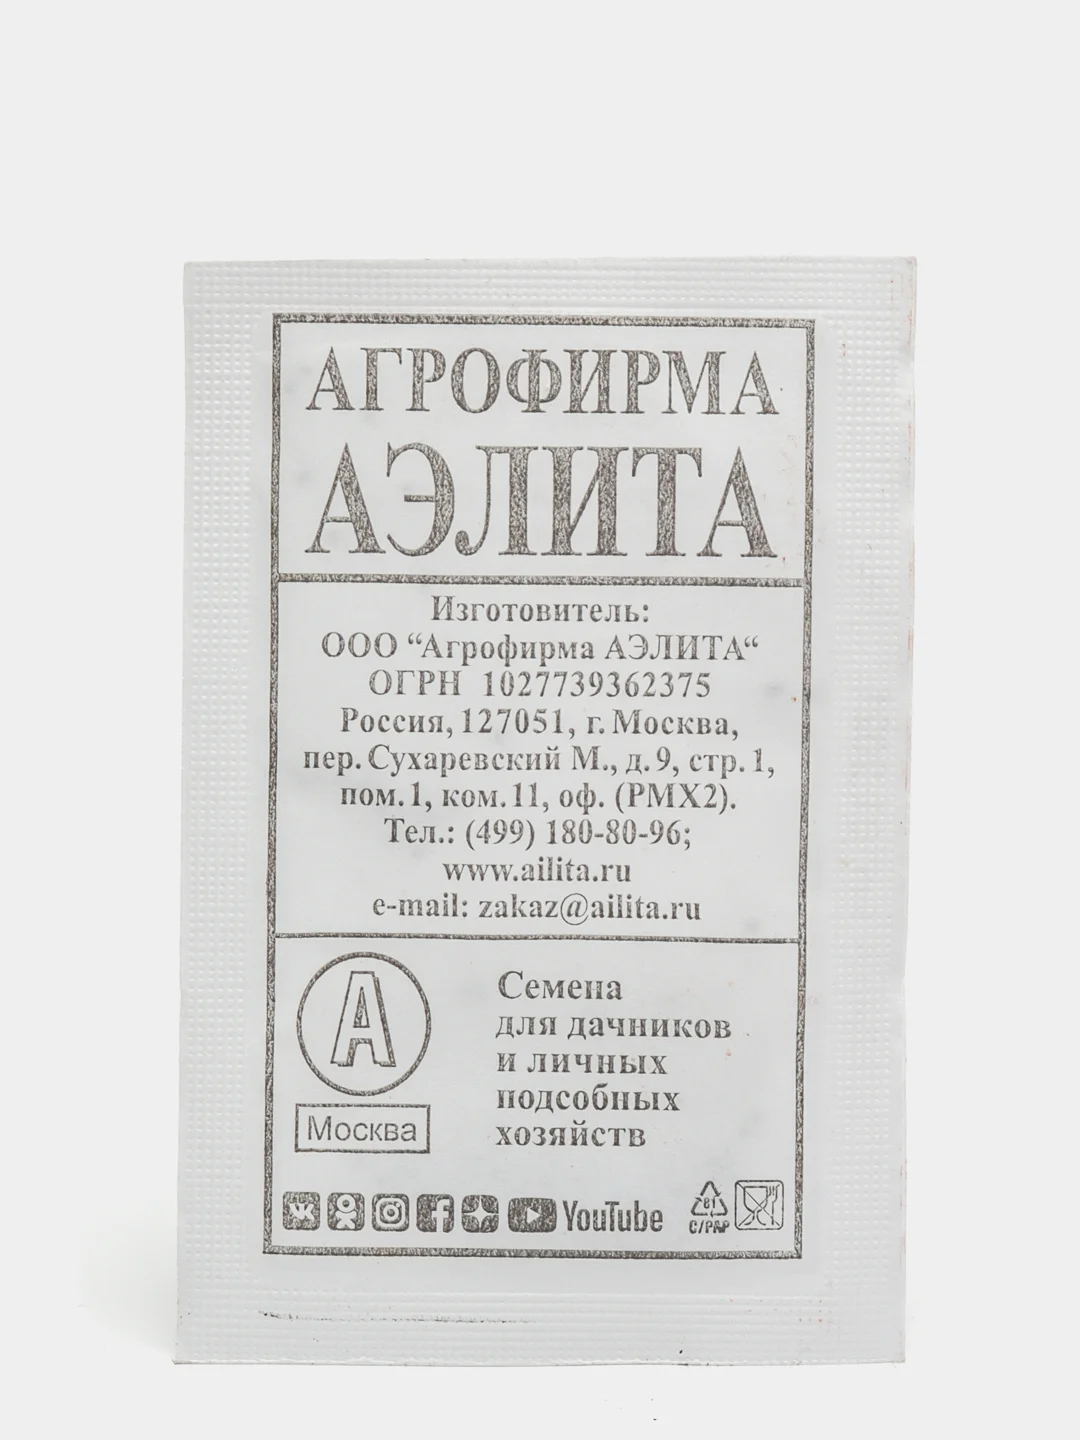 АГРОФИРМА
АЭЛИТА
Изготовитель:
ООО “Агрофирма АЭЛИТА“
ОГРН 1027739362375
Россия, 127051, г. Москва,
пер. Сухаревский М., д. 9, стр. 1,
пом. 1, ком. 11, оф. (РМХ2).
Тел.: (499) 180-80-96;
www.ailita.ru
e-mail: zakaz@ailita.ru
А
Москва
Семена
для дачников
и личных
подсобных
хозяйств
YouTube
81
C/PAP